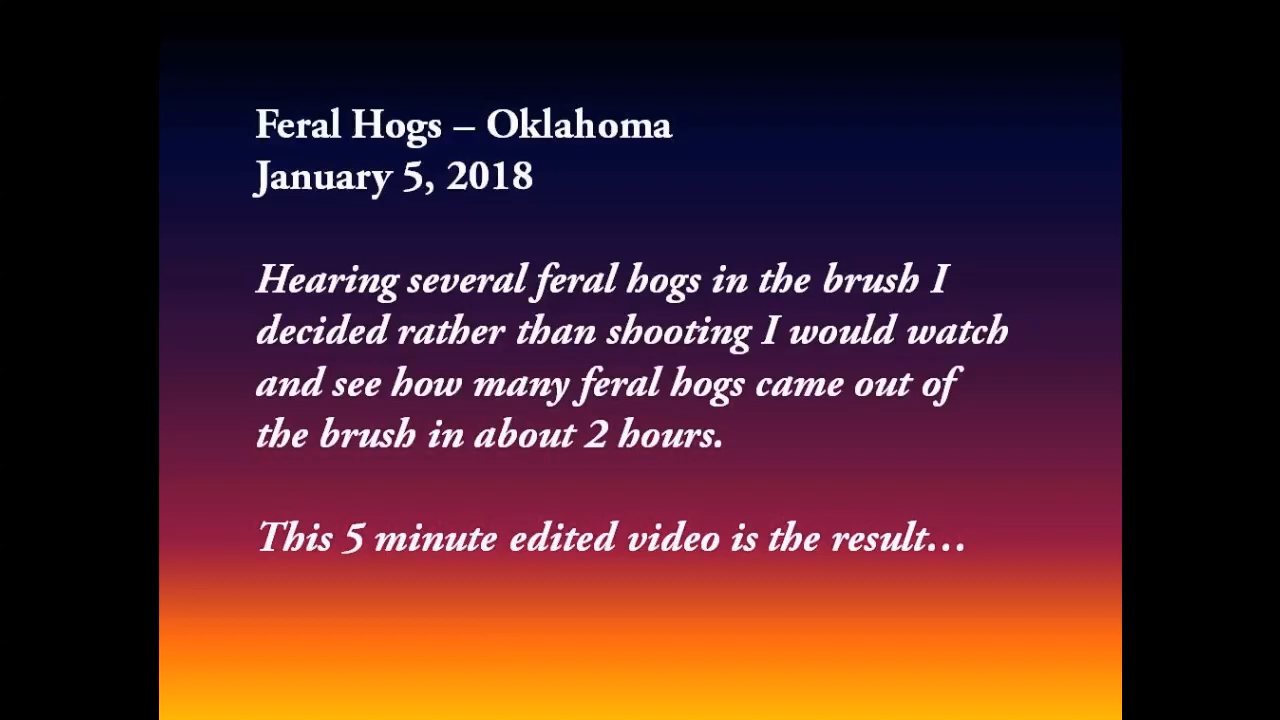 Feral Hogs – Oklahoma
January 5, 2018
Hearing several feral hogs in the brush I
decided rather than shooting I would watch
and see how many feral hogs came out of
the brush in about 2 hours.
This 5 minute edited video is the result…